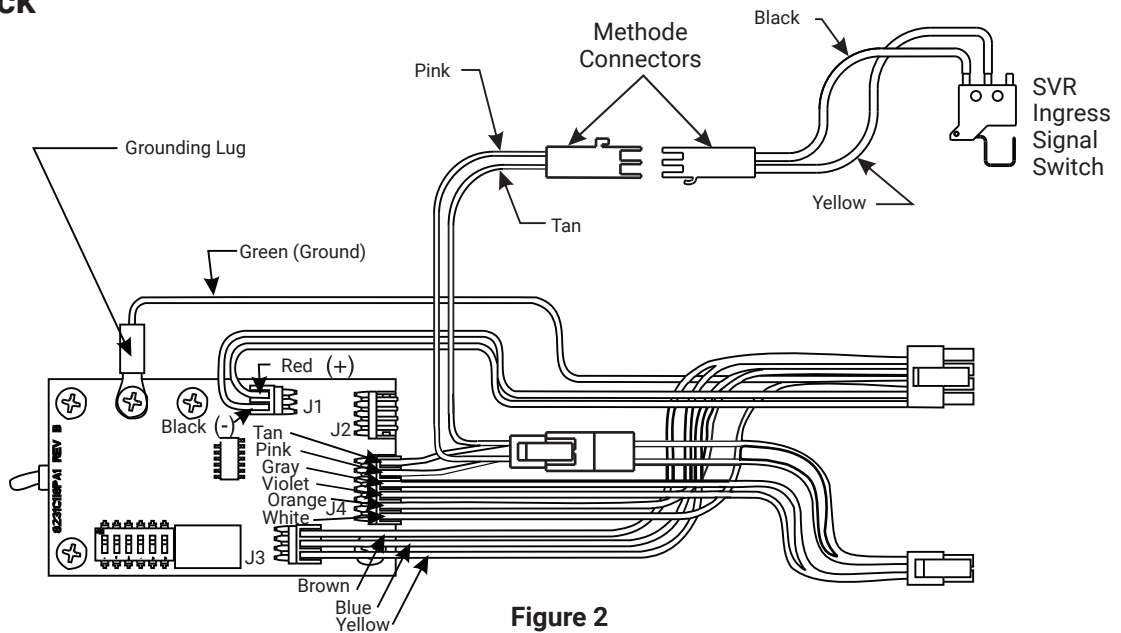 ck
Black
Methode
Connectors
Pink
SVR
Ingress
Signal
Switch
Grounding Lug
Yellow
Tan
Green (Ground)
Red (+)
J1
Black (-)
J2
Tan
Pink
Gray
Violet
Orange
J4
White
J3
Brown
Blue
Yellow
Figure 2